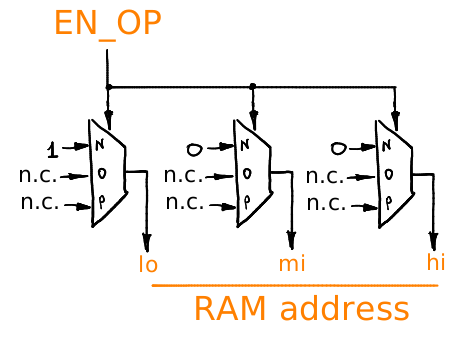 EN_OP
1 N 0 N 0 N
n.c. O n.c. O n.c. O
n.c. P n.c. P n.c. P
lo mi hi
RAM address